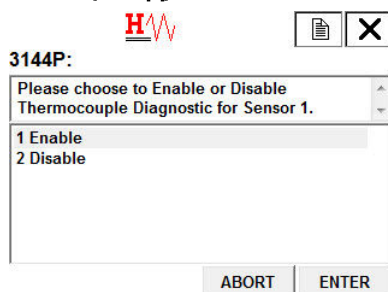 H
3144P:
Please choose to Enable or Disable
Thermocouple Diagnostic for Sensor 1.
1 Enable
2 Disable
ABORT ENTER